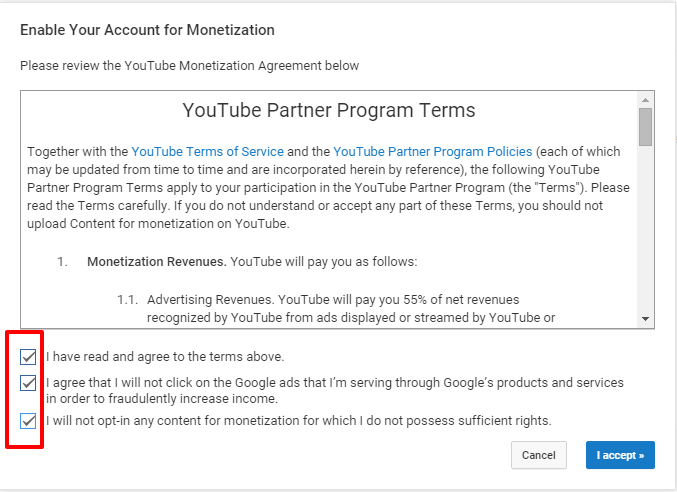 Enable Your Account for Monetization
Please review the YouTube Monetization Agreement below
YouTube Partner Program Terms
Together with the YouTube Terms of Service and the YouTube Partner Program Policies (each of which
may be updated from time to time and are incorporated herein by reference), the following YouTube
Partner Program Terms apply to your participation in the YouTube Partner Program (the "Terms"). Please
read the Terms carefully. If you do not understand or accept any part of these Terms, you should not
upload Content for monetization on YouTube.
1. Monetization Revenues. YouTube will pay you as follows:
1.1. Advertising Revenues. YouTube will pay you 55% of net revenues
recognized by YouTube from ads displayed or streamed by YouTube or
I have read and agree to the terms above.
I agree that I will not click on the Google ads that I'm serving through Google's products and services
in order to fraudulently increase income.
I will not opt-in any content for monetization for which I do not possess sufficient rights.
Cancel I accept »